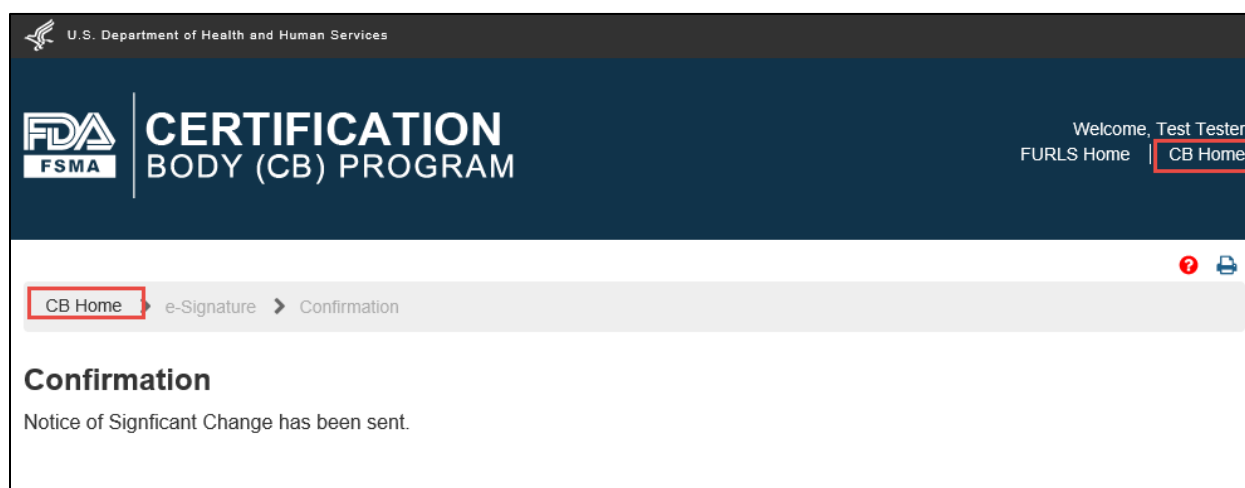 U.S. Department of Health and Human Services
FDA
FSMA
CERTIFICATION
BODY (CB) PROGRAM
Welcome, Test Tester
FURLS Home | CB Home
CB Home > e-Signature > Confirmation
Confirmation
Notice of Signficant Change has been sent.